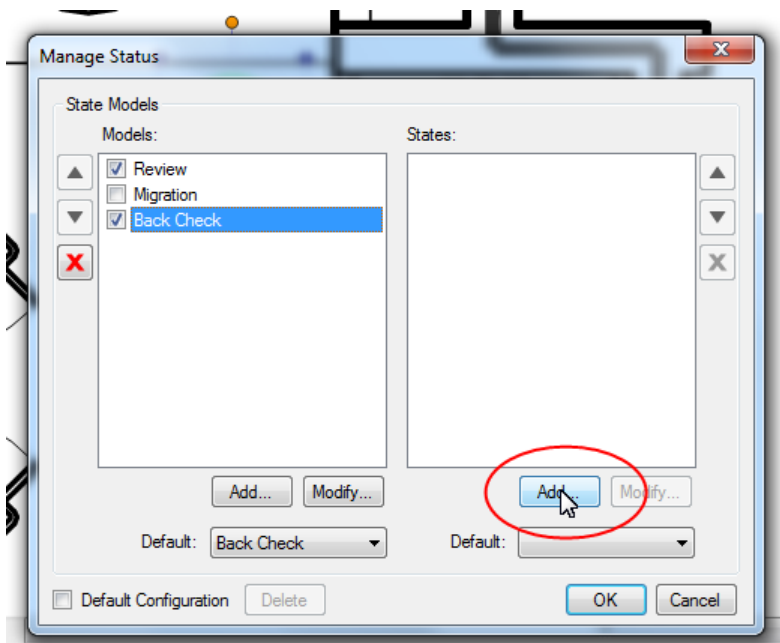 Manage Status
State Models
Models:
States:
Review
Migration
Back Check
Add...
Modify...
Add...
Modify...
Default:
Back Check
Default:
Default Configuration
Delete
OK
Cancel